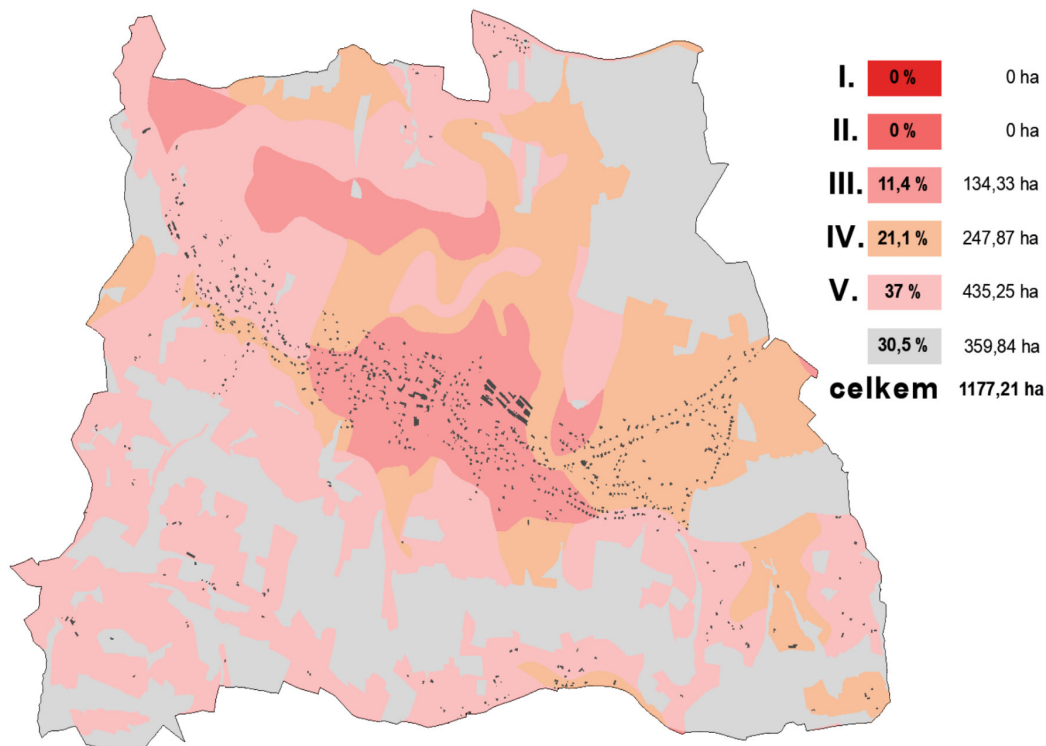 I. 0 % 0 ha
II. 0 % 0 ha
III. 11,4 % 134,33 ha
IV. 21,1 % 247,87 ha
V. 37 % 435,25 ha
30,5 % 359,84 ha
celkem 1177,21 ha